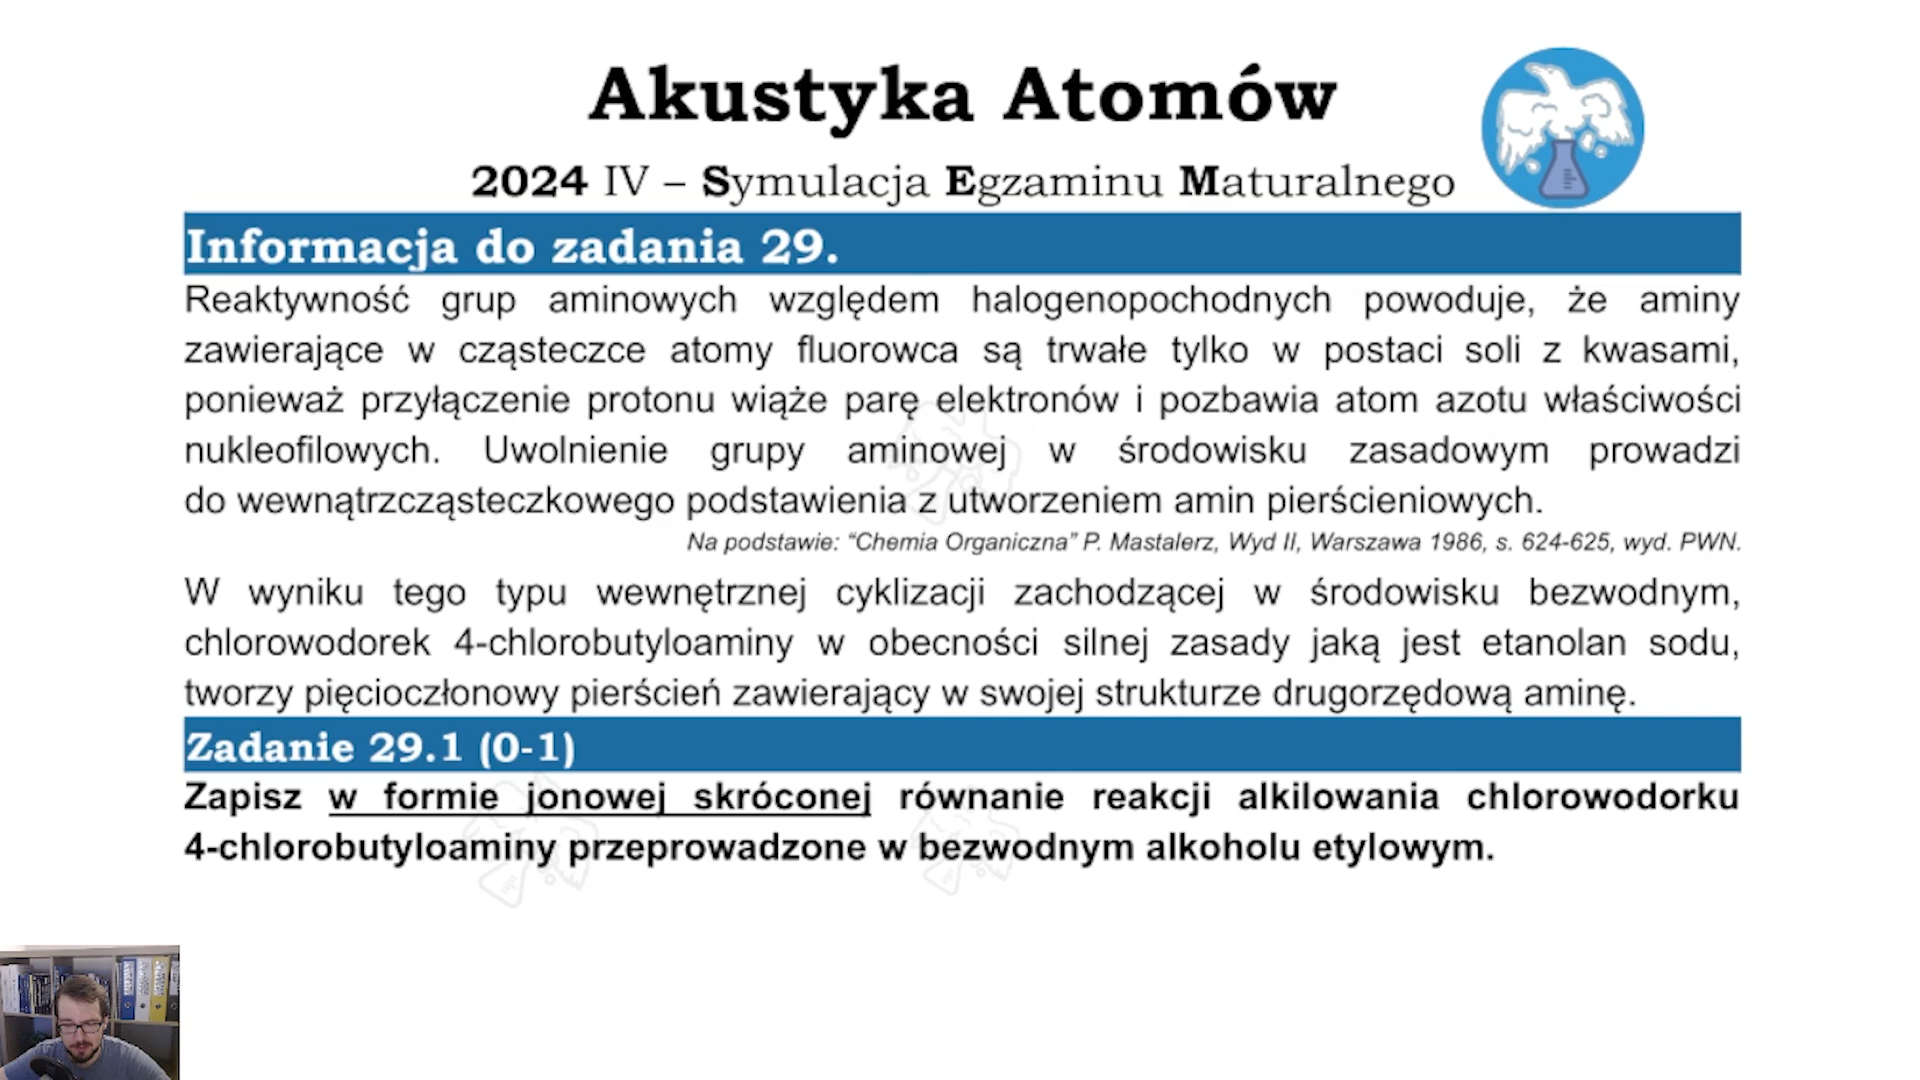 Akustyka Atomów
2024 IV – Symulacja Egzaminu Maturalnego
Informacja do zadania 29.
Reaktywność grup aminowych względem halogenopochodnych powoduje, że aminy
zawierające w cząsteczce atomy fluorowca są trwałe tylko w postaci soli z kwasami,
ponieważ przyłączenie protonu wiąże parę elektronów i pozbawia atom azotu właściwości
nukleofilowych. Uwolnienie grupy aminowej w środowisku zasadowym prowadzi
do wewnątrzcząsteczkowego podstawienia z utworzeniem amin pierścieniowych.
Na podstawie: “Chemia Organiczna” P. Mastalerz, Wyd II, Warszawa 1986, s. 624-625, wyd. PWN.
W wyniku tego typu wewnętrznej cyklizacji zachodzącej w środowisku bezwodnym,
chlorowodorek 4-chlorobutyloaminy w obecności silnej zasady jaką jest etanolan sodu,
tworzy pięcioczłonowy pierścień zawierający w swojej strukturze drugorzędową aminę.
Zadanie 29.1 (0-1)
Zapisz w formie jonowej skróconej równanie reakcji alkilowania chlorowodorku
4-chlorobutyloaminy przeprowadzone w bezwodnym alkoholu etylowym.